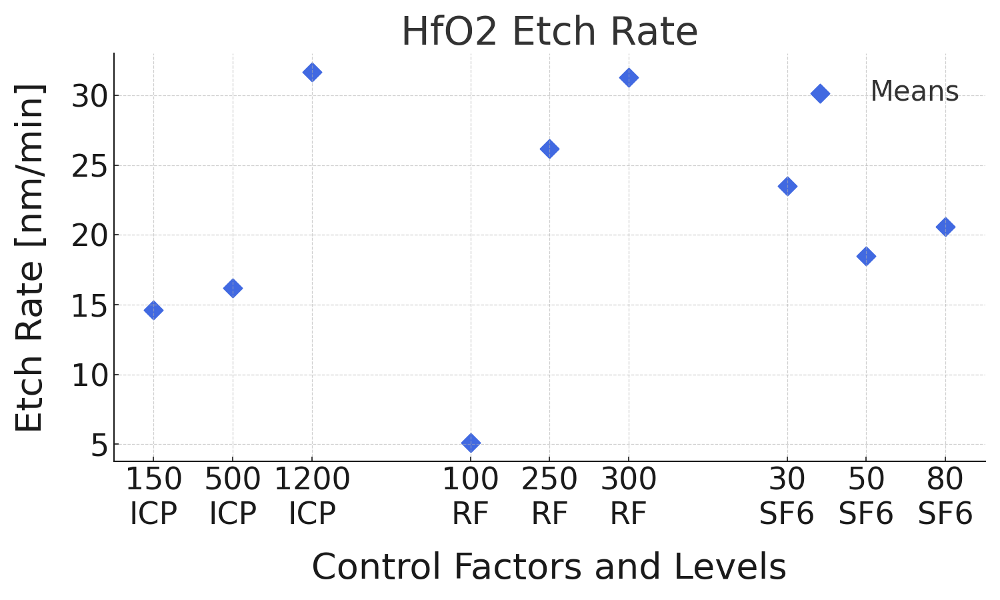 HfO2 Etch Rate
Etch Rate [nm/min]
30
25
20
15
10
5
Means
150 500 1200 100 250 300 30 50 80
ICP ICP ICP RF RF RF SF6 SF6 SF6
Control Factors and Levels